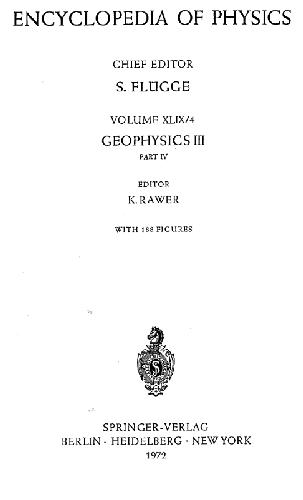 ENCYCLOPEDIA OF PHYSICS
CHIEF EDITOR
S. FLÜGGE
VOLUME XLIX/4
GEOPHYSICS III
PART IV
EDITOR
K. RAWER
WITH 188 FIGURES
SPRINGER-VERLAG
BERLIN · HEIDELBERG · NEW YORK
1972